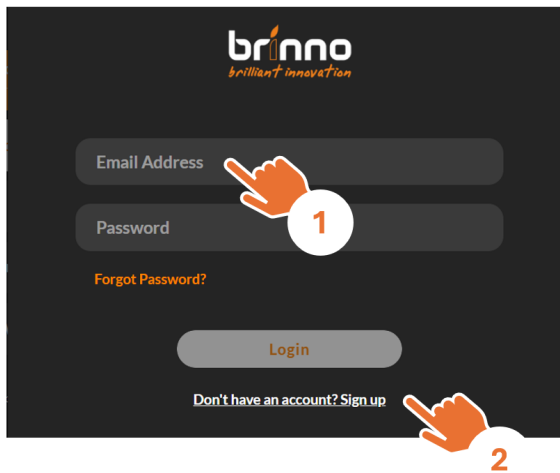 brinno
brilliant innovation
Email Address
1
Password
Forgot Password?
Login
Don't have an account? Sign up
2